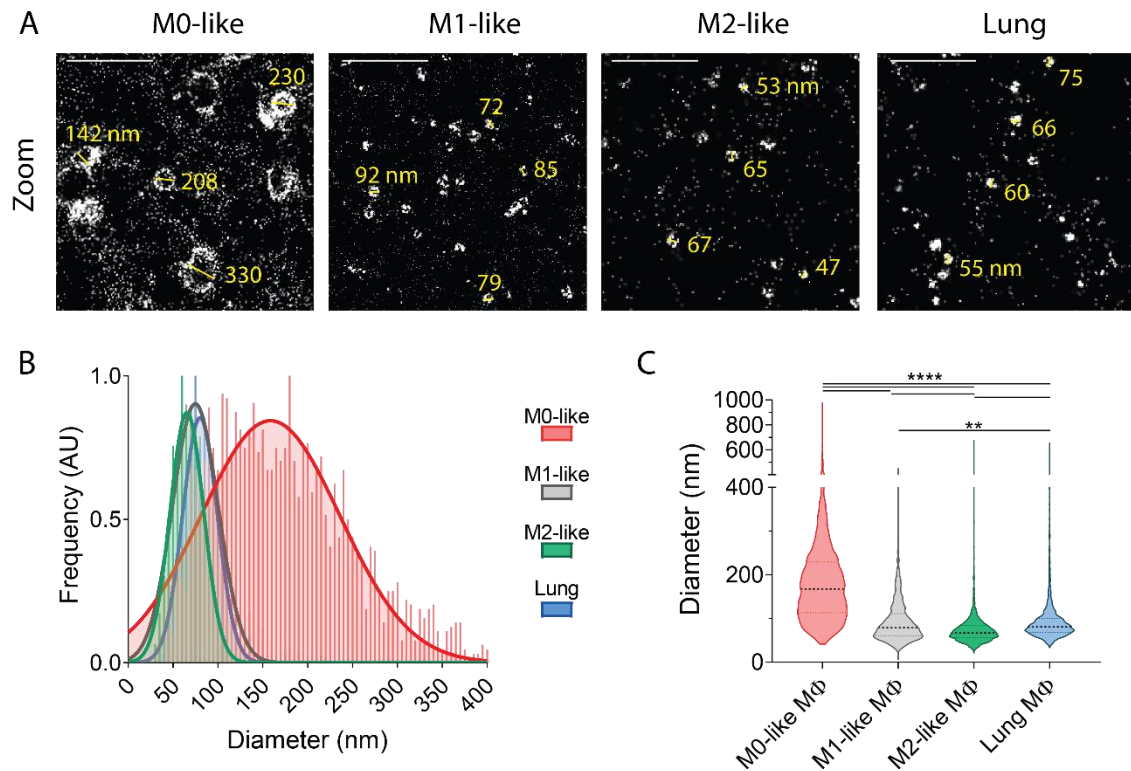 A
M0-like
M1-like
M2-like
Lung
Zoom
230
142 nm
208
330
72
85
92 nm
79
53 nm
65
67
47
75
66
60
55 nm
B
1.0
0.5
0.0
Frequency (AU)
0
50
100
150
200
250
300
350
400
Diameter (nm)
M0-like
M1-like
M2-like
Lung
C
****
**
1000
800
600
400
200
0
Diameter (nm)
M0-like MΦ
M1-like MΦ
M2-like MΦ
Lung MΦ